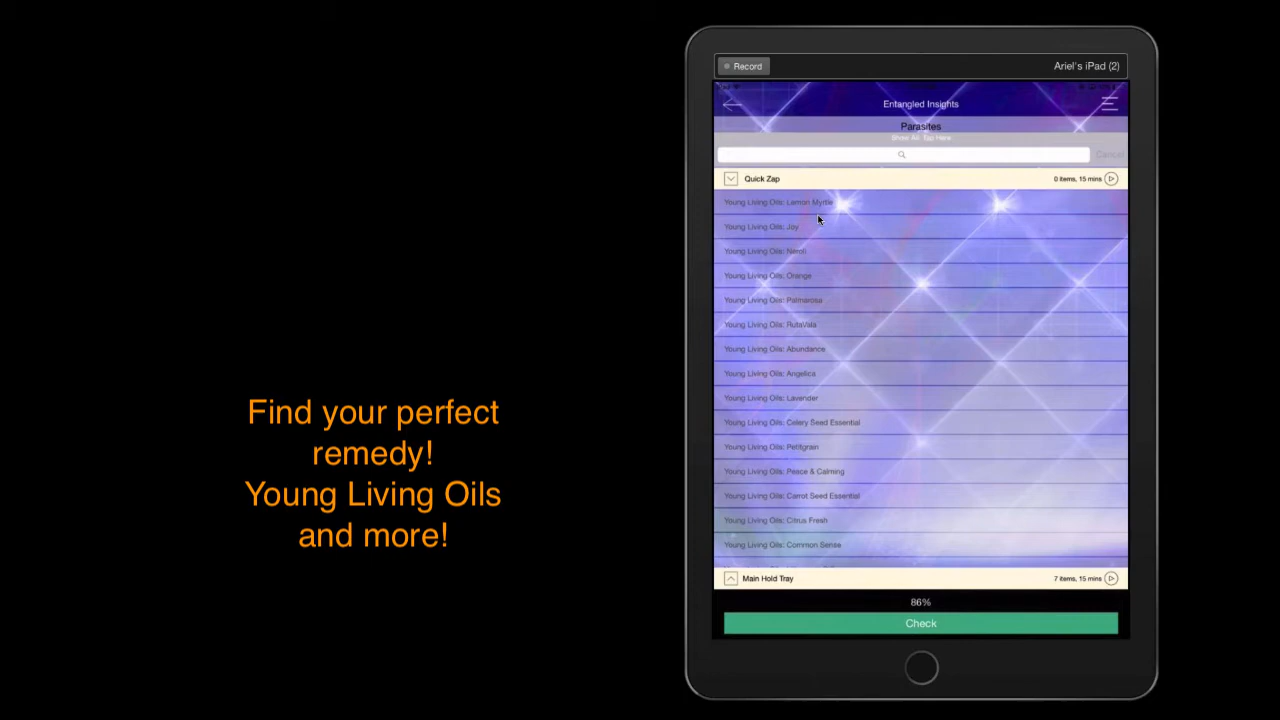 Record
Ariel's iPad (2)
Entangled Insights
Parasites
Show All: Tap Here
Cancel
Quick Zap
0 items, 15 mins
Young Living Oils: Lamon Myrtle
Young Living Oils: Joy
Young Living Oils: Neroli
Young Living Oils: Orange
Young Living Oils: Palmarosa
Young Living Oils: RutaVala
Young Living Oils: Abundance
Young Living Oils: Angelica
Young Living Oils: Lavender
Young Living Oils: Celery Seed Essential
Young Living Oils: Petitgrain
Young Living Oils: Peace & Calming
Young Living Oils: Carrot Seed Essential
Young Living Oils: Citrus Fresh
Young Living Oils: Common Sense
Main Hold Tray
7 items, 15 mins
86%
Check
Find your perfect
remedy!
Young Living Oils
and more!